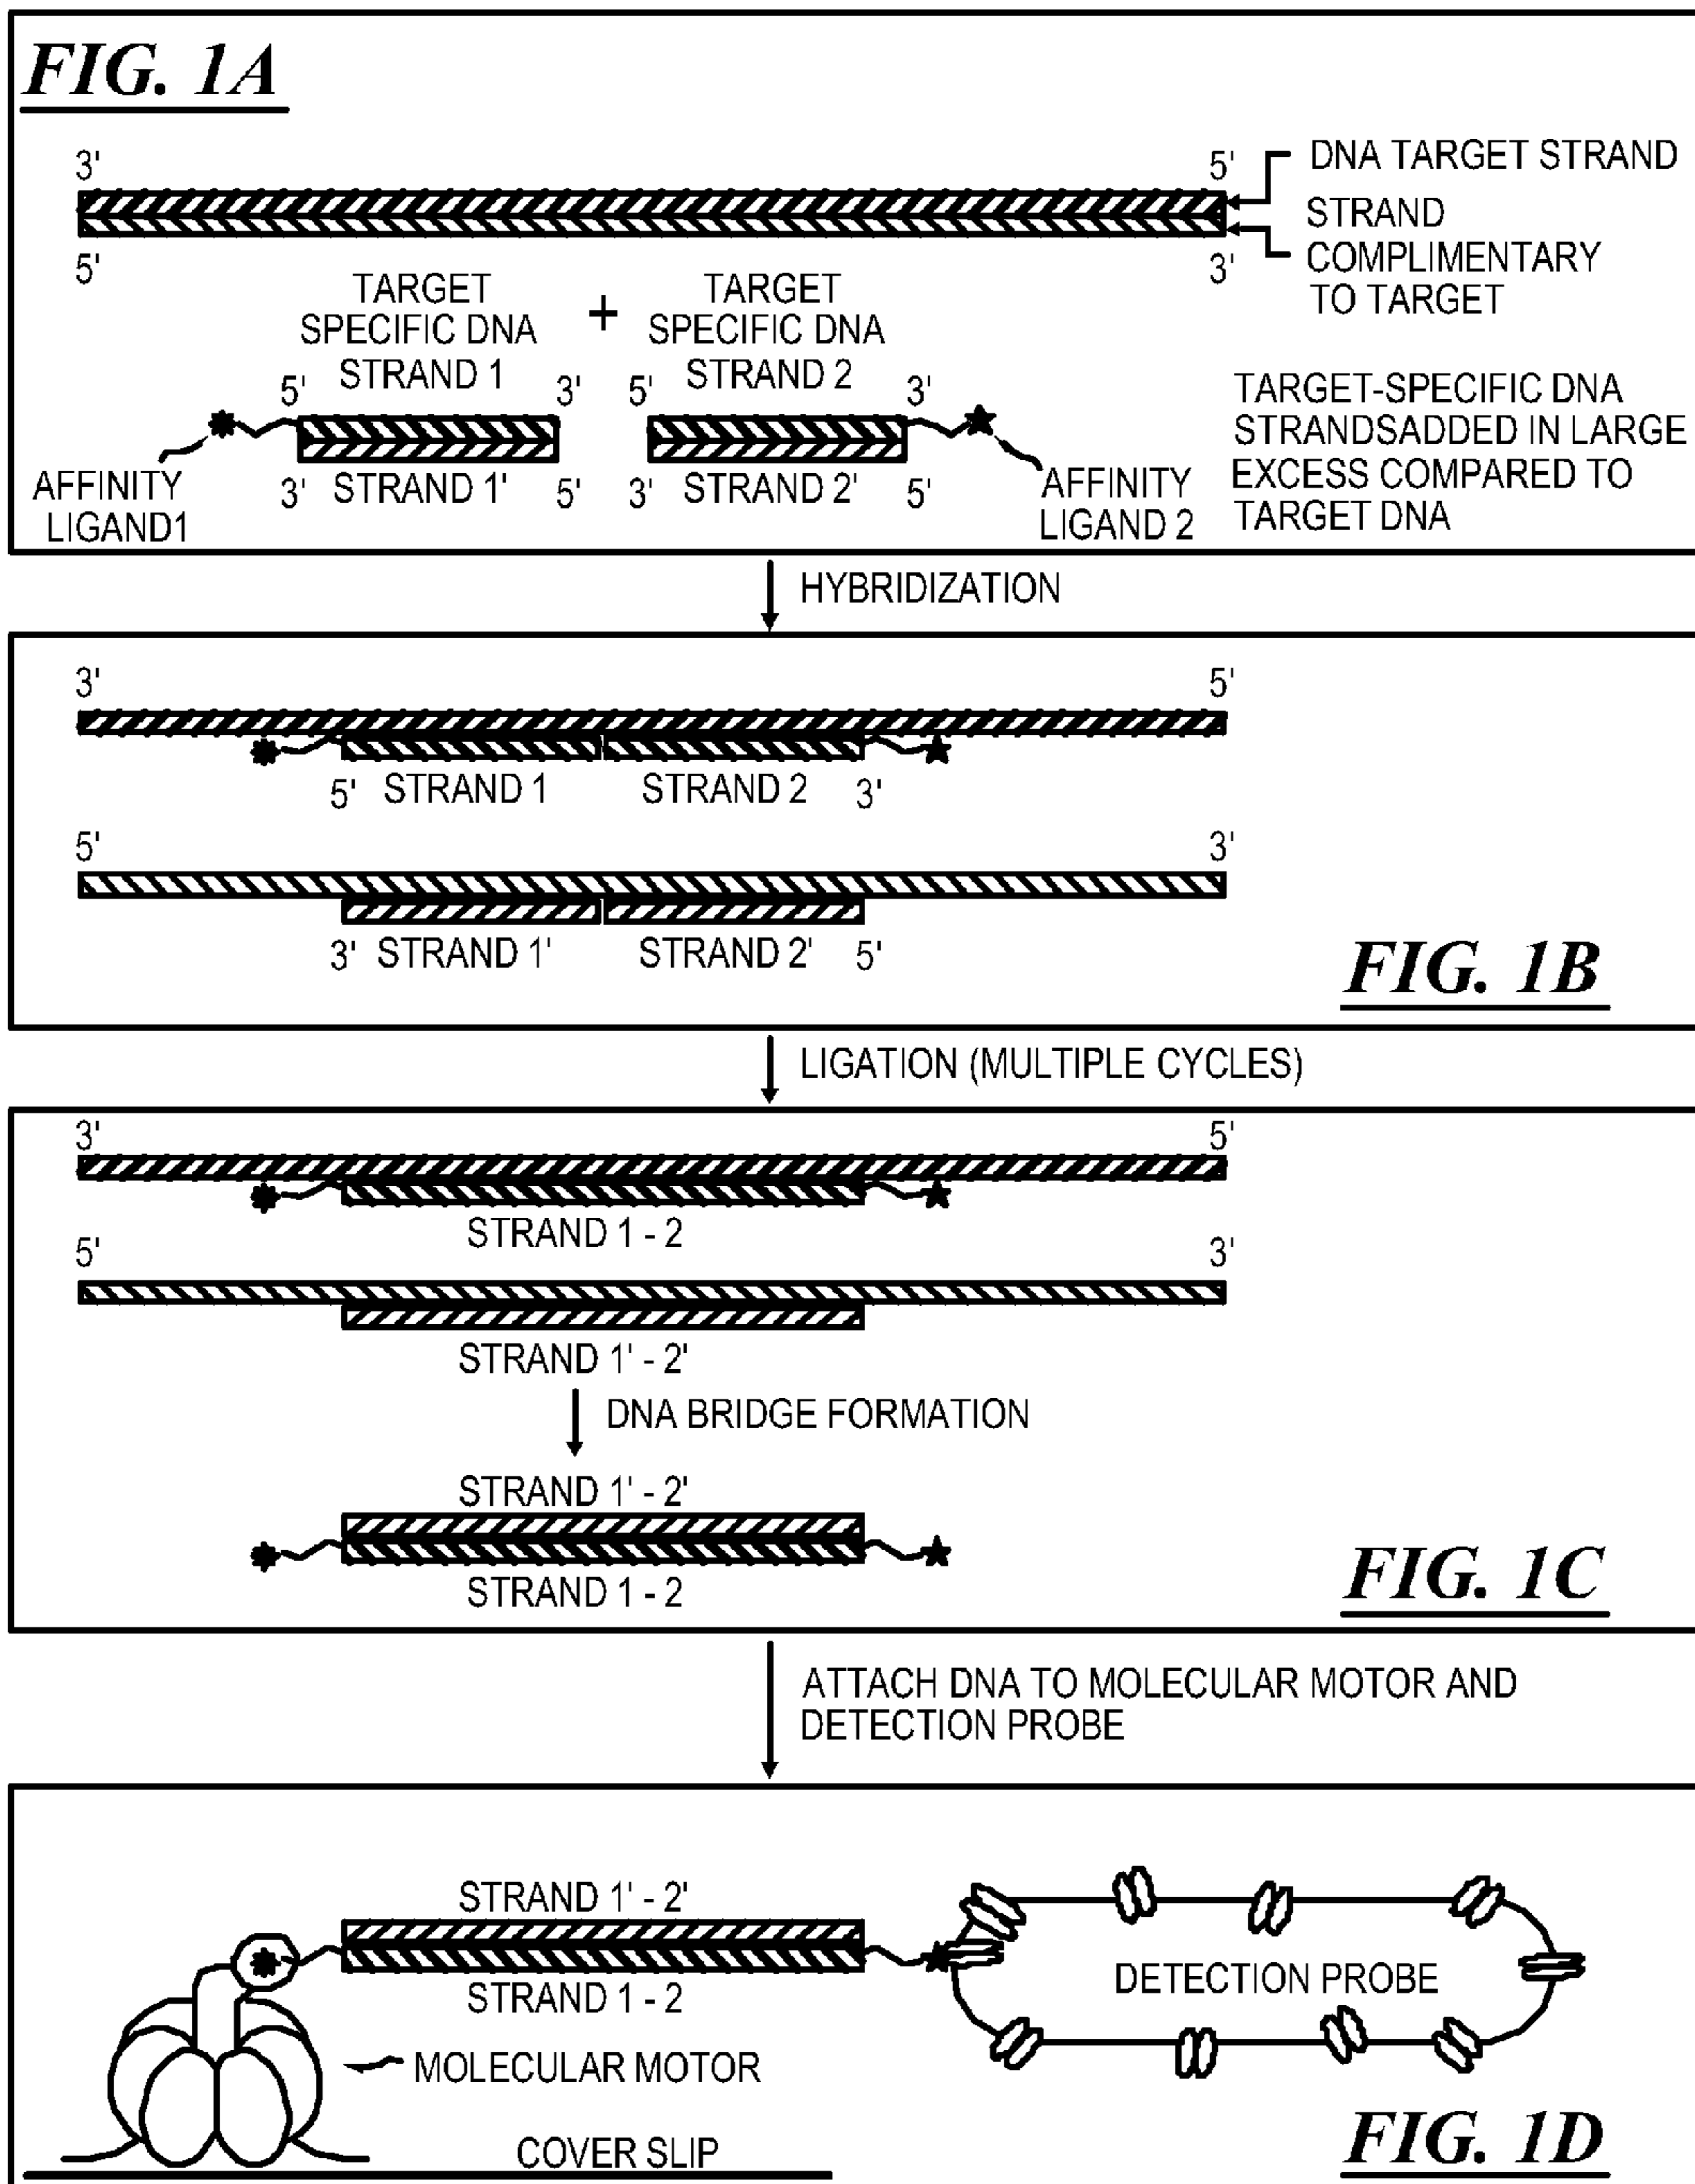 FIG. 1A
3'
5'
DNA TARGET STRAND
STRAND
COMPLIMENTARY
TO TARGET
5'
3'
TARGET
SPECIFIC DNA
STRAND 1
+
TARGET
SPECIFIC DNA
STRAND 2
5'
3'
5'
3'
AFFINITY
LIGAND1
3'
STRAND 1'
5'
3'
STRAND 2'
5'
AFFINITY
LIGAND 2
TARGET-SPECIFIC DNA
STRANDSADDED IN LARGE
EXCESS COMPARED TO
TARGET DNA
HYBRIDIZATION
3'
5'
5'
STRAND 1
STRAND 2
3'
5'
3'
3'
STRAND 1'
STRAND 2'
5'
FIG. 1B
LIGATION (MULTIPLE CYCLES)
3'
5'
STRAND 1 - 2
5'
3'
STRAND 1' - 2'
DNA BRIDGE FORMATION
STRAND 1' - 2'
STRAND 1 - 2
FIG. 1C
ATTACH DNA TO MOLECULAR MOTOR AND
DETECTION PROBE
STRAND 1' - 2'
STRAND 1 - 2
DETECTION PROBE
MOLECULAR MOTOR
COVER SLIP
FIG. 1D